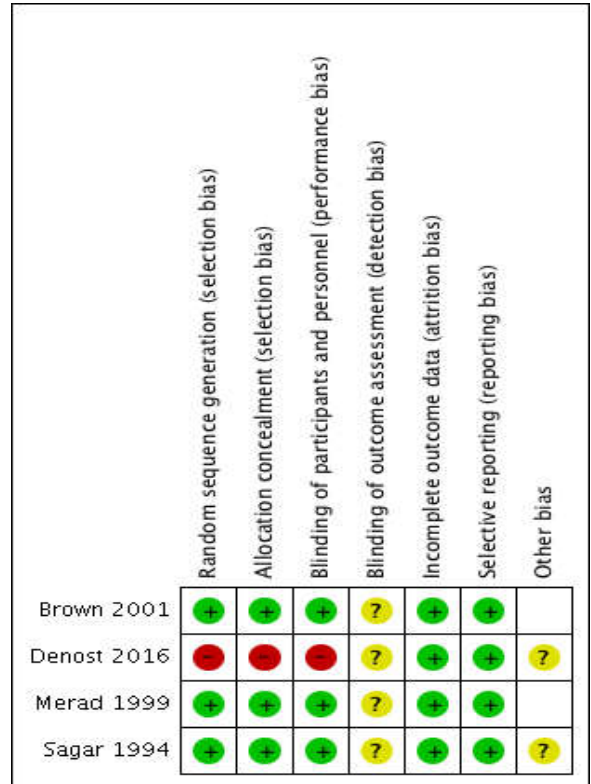 Random sequence generation (selection bias)
Allocation concealment (selection bias)
Blinding of participants and personnel (performance bias)
Blinding of outcome assessment (detection bias)
Incomplete outcome data (attrition bias)
Selective reporting (reporting bias)
Other bias
Brown 2001 + + + ? + +
Denost 2016 - - - ? + + ?
Merad 1999 + + + ? + +
Sagar 1994 + + + ? + + ?